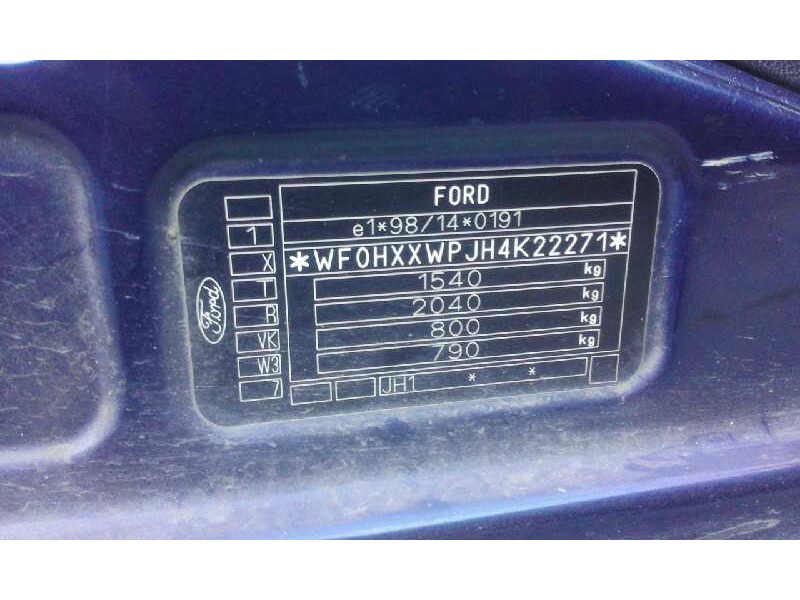 FORD
e1*98/14*0191
*WF0HXXWPJH4K22271*
1540 kg
2040 kg
800 kg
790 kg
JH1 * *
1
X
T
R
VK
W3
7
Ford